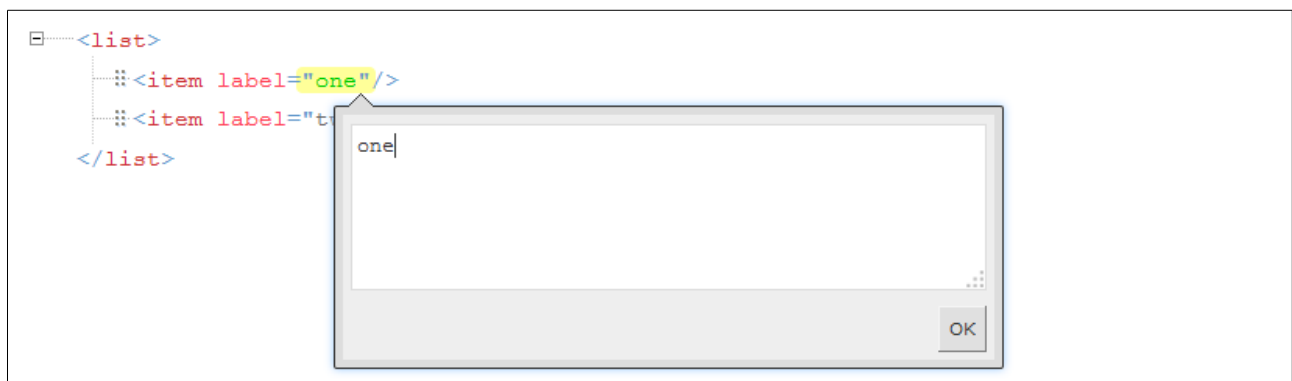 <list>
<item label="one"/>
<item label="t
</list>
one
OK